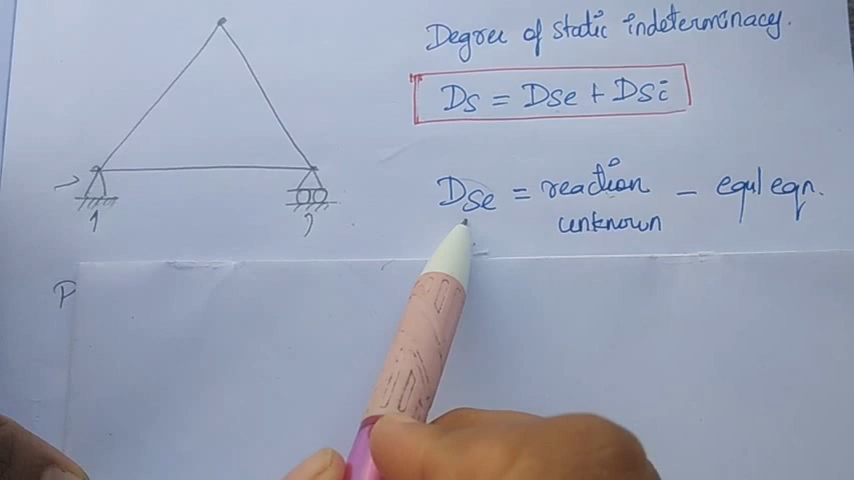 Degree of static indeterminacy.
Ds = Dse + Dsi
Dse = reaction - equl eqn.
unknown
1
P